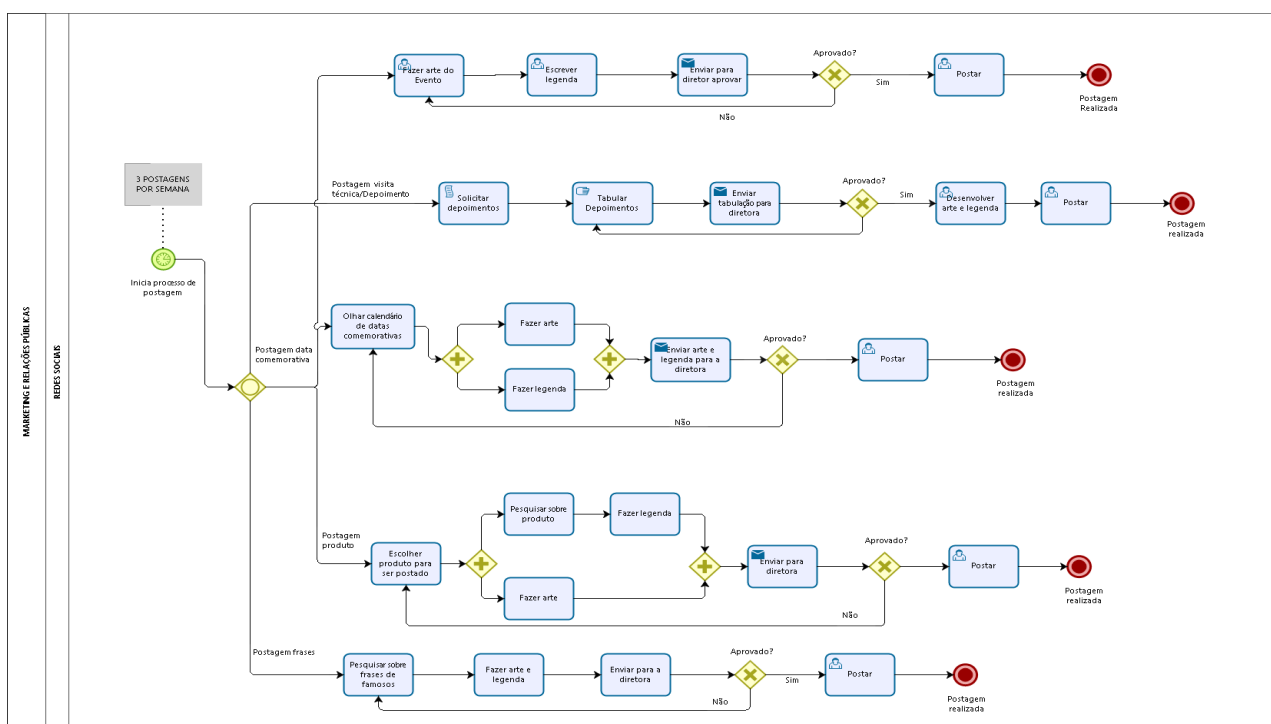 MARKETING E RELAÇÕES PÚBLICAS
REDES SOCIAIS
3 POSTAGENS
POR SEMANA
Inicia processo de
postagem
Fazer arte do
Evento
Escrever
legenda
Enviar para
diretor aprovar
Aprovado?
Sim
Não
Postar
Postagem
Realizada
Postagem visita
técnica/Depoimento
Solicitar
depoimentos
Tabular
Depoimentos
Enviar
tabulação para
diretora
Aprovado?
Sim
Desenvolver
arte e legenda
Postar
Postagem
realizada
Postagem data
comemorativa
Olhar calendário
de datas
comemorativas
Fazer arte
Fazer legenda
Enviar arte e
legenda para a
diretora
Aprovado?
Não
Postar
Postagem
realizada
Postagem
produto
Escolher
produto para
ser postado
Pesquisar sobre
produto
Fazer legenda
Fazer arte
Enviar para
diretora
Aprovado?
Não
Postar
Postagem
realizada
Postagem frases
Pesquisar sobre
frases de
famosos
Fazer arte e
legenda
Enviar para a
diretora
Aprovado?
Sim
Não
Postar
Postagem
realizada